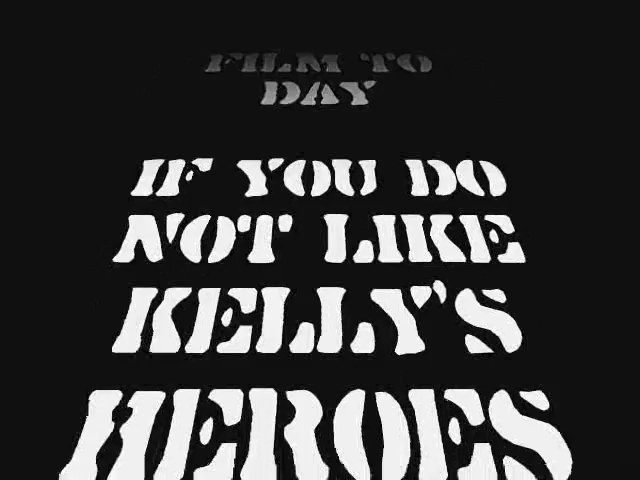 FILM TO
DAY
IF YOU DO
NOT LIKE
KELLY'S
HEROES